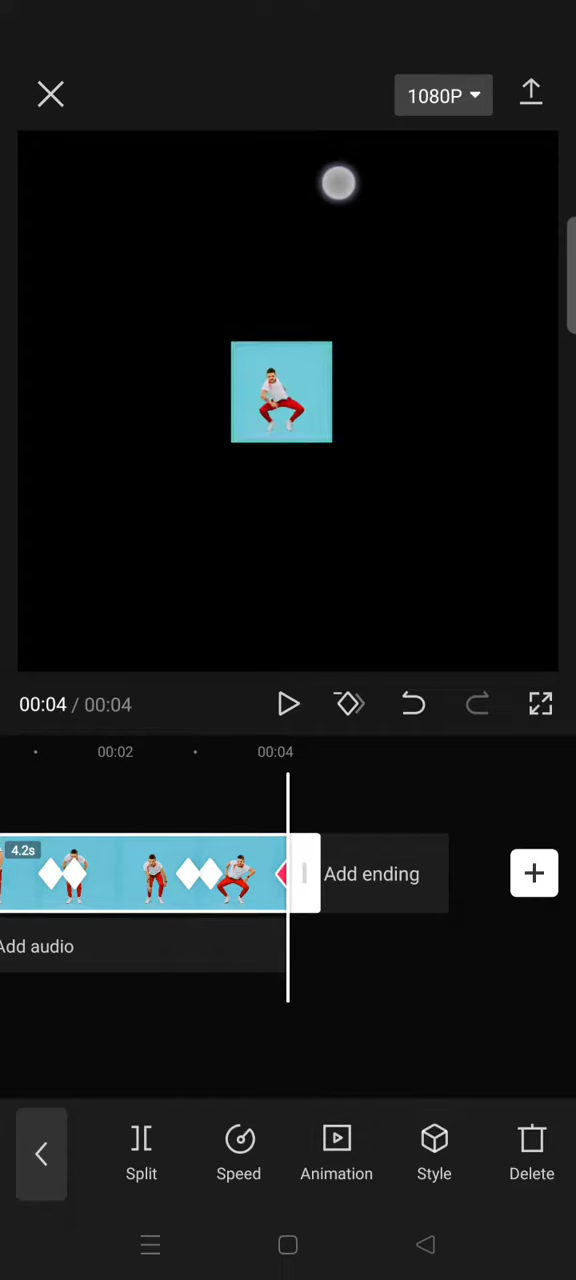 1080P
00:04 / 00:04
00:02
00:04
4.2s
Add ending
Add audio
Split
Speed
Animation
Style
Delete